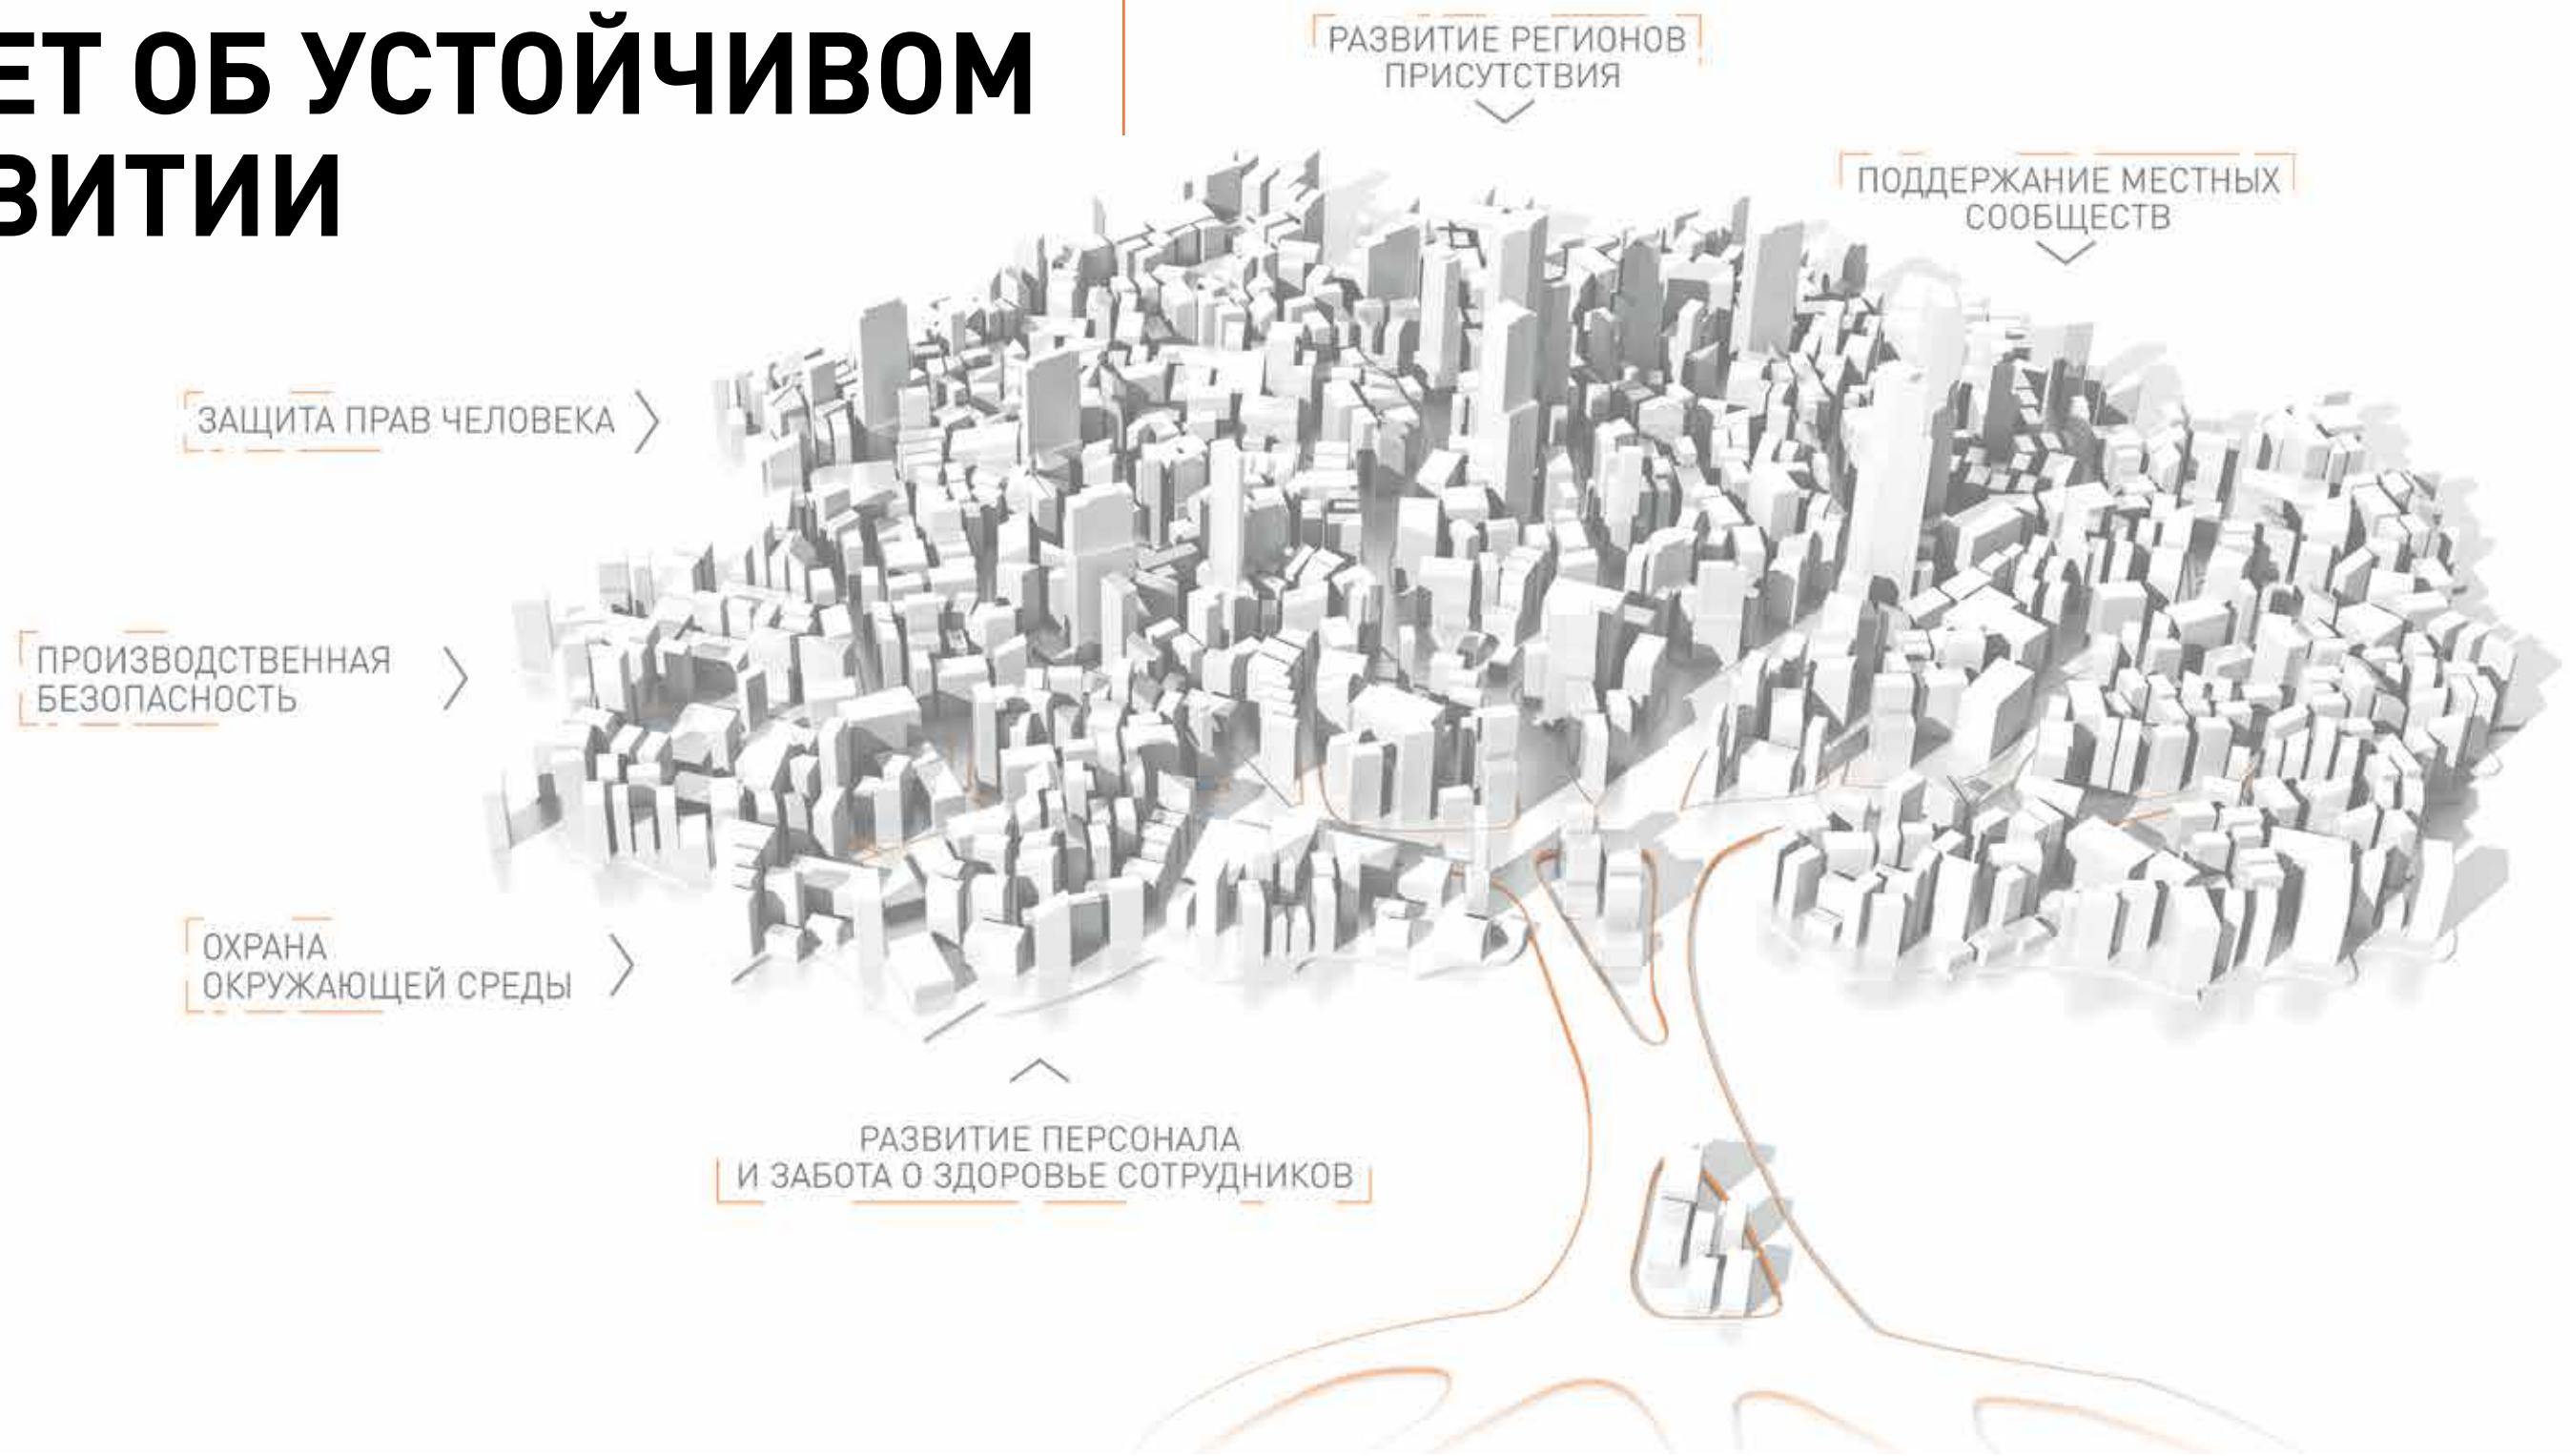 ЕТ ОБ УСТОЙЧИВОМ
ВИТИИ
РАЗВИТИЕ РЕГИОНОВ
ПРИСУТСТВИЯ
ПОДДЕРЖАНИЕ МЕСТНЫХ
СООБЩЕСТВ
ЗАЩИТА ПРАВ ЧЕЛОВЕКА
ПРОИЗВОДСТВЕННАЯ
БЕЗОПАСНОСТЬ
ОХРАНА
ОКРУЖАЮЩЕЙ СРЕДЫ
РАЗВИТИЕ ПЕРСОНАЛА
И ЗАБОТА О ЗДОРОВЬЕ СОТРУДНИКОВ